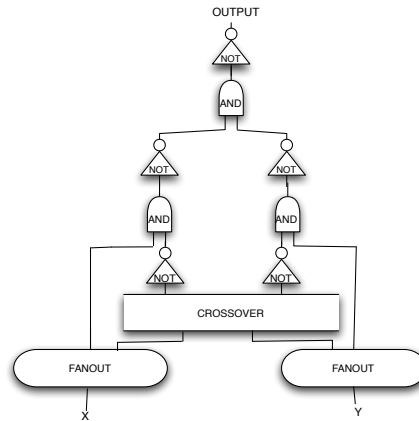 OUTPUT
NOT
AND
NOT
NOT
AND
AND
NOT
NOT
CROSSOVER
FANOUT
FANOUT
X
Y